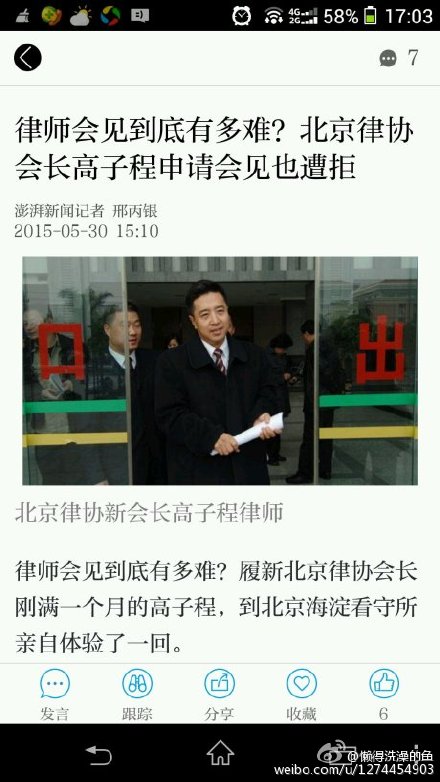 4G 2G 58% 17:03
7
律师会见到底有多难？北京律协
会长高子程申请会见也遭拒
澎湃新闻记者 邢丙银
2015-05-30 15:10
口 出
北京律协新会长高子程律师
律师会见到底有多难？履新北京律协会长
刚满一个月的高子程，到北京海淀看守所
亲自体验了一回。
发言 跟踪 分享 收藏 6
@懒得洗澡的鱼
weibo.com/u/1274454903